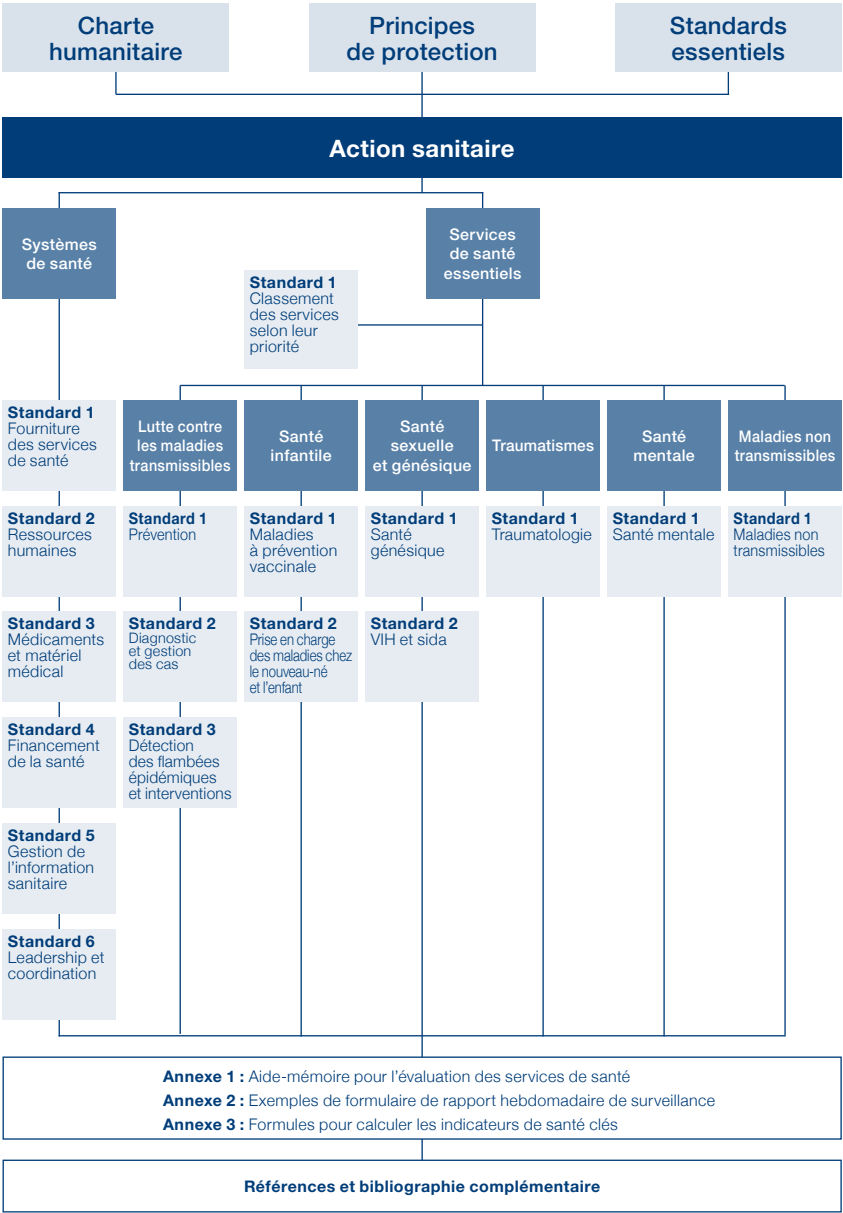 Charte
humanitaire
Principes
de protection
Standards
essentiels
Action sanitaire
Systèmes
de santé
Services
de santé
essentiels
Standard 1
Classement
des services
selon leur
priorité
Standard 1
Fourniture
des services
de santé
Standard 2
Ressources
humaines
Standard 3
Médicaments
et matériel
médical
Standard 4
Financement
de la santé
Standard 5
Gestion de
l'information
sanitaire
Standard 6
Leadership et
coordination
Lutte contre
les maladies
transmissibles
Standard 1
Prévention
Standard 2
Diagnostic
et gestion
des cas
Standard 3
Détection
des flambées
épidémiques
et interventions
Santé
infantile
Standard 1
Maladies
à prévention
vaccinale
Standard 2
Prise en charge
des maladies chez
le nouveau-né
et l'enfant
Santé
sexuelle
et génésique
Standard 1
Santé
génésique
Standard 2
VIH et sida
Traumatismes
Standard 1
Traumatologie
Santé
mentale
Standard 1
Santé mentale
Maladies non
transmissibles
Standard 1
Maladies non
transmissibles
Annexe 1 : Aide-mémoire pour l'évaluation des services de santé
Annexe 2 : Exemples de formulaire de rapport hebdomadaire de surveillance
Annexe 3 : Formules pour calculer les indicateurs de santé clés
Références et bibliographie complémentaire